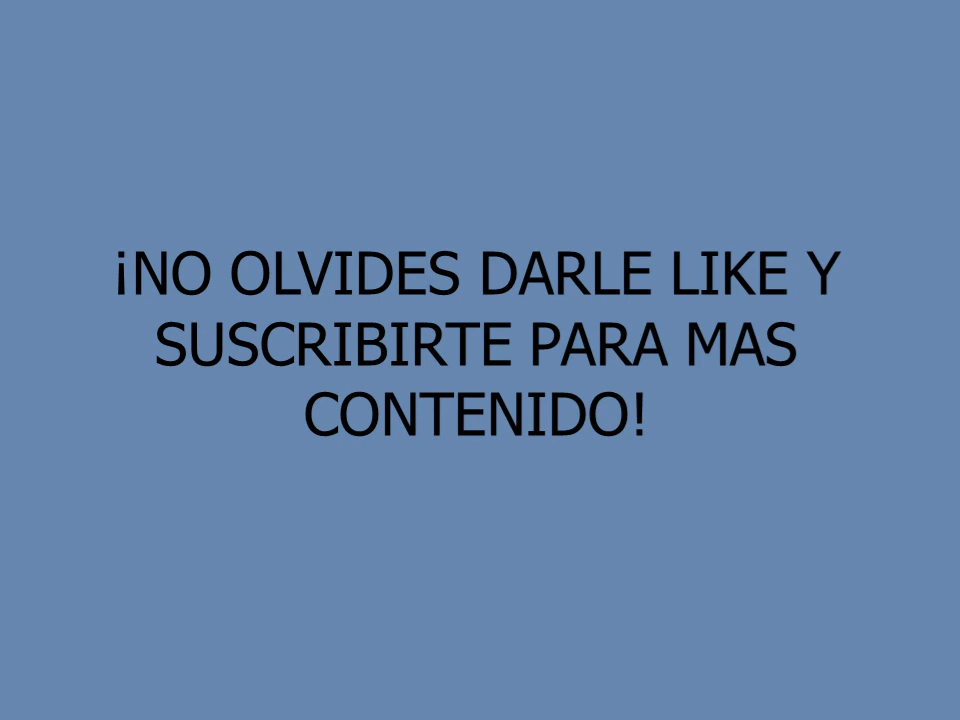 ¡NO OLVIDES DARLE LIKE Y
SUSCRIBIRTE PARA MAS
CONTENIDO!